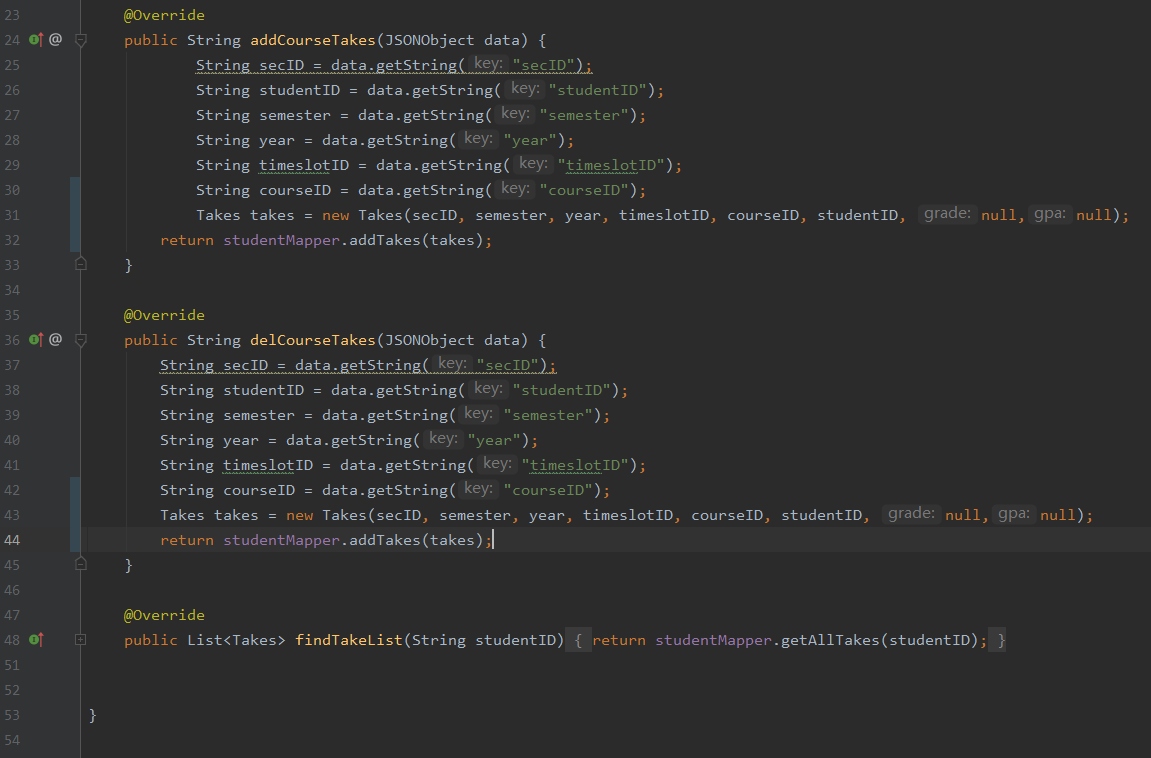 23 @Override
24 @ public String addCourseTakes(JSONObject data) {
25 String secID = data.getString( key: "secID");
26 String studentID = data.getString( key: "studentID");
27 String semester = data.getString( key: "semester");
28 String year = data.getString( key: "year");
29 String timeslotID = data.getString( key: "timeslotID");
30 String courseID = data.getString( key: "courseID");
31 Takes takes = new Takes(secID, semester, year, timeslotID, courseID, studentID, grade: null, gpa: null);
32 return studentMapper.addTakes(takes);
33 }
34
35 @Override
36 @ public String delCourseTakes(JSONObject data) {
37 String secID = data.getString( key: "secID");
38 String studentID = data.getString( key: "studentID");
39 String semester = data.getString( key: "semester");
40 String year = data.getString( key: "year");
41 String timeslotID = data.getString( key: "timeslotID");
42 String courseID = data.getString( key: "courseID");
43 Takes takes = new Takes(secID, semester, year, timeslotID, courseID, studentID, grade: null, gpa: null);
44 return studentMapper.addTakes(takes);
45 }
46
47 @Override
48 public List<Takes> findTakeList(String studentID) { return studentMapper.getAllTakes(studentID); }
51
52
53 }
54